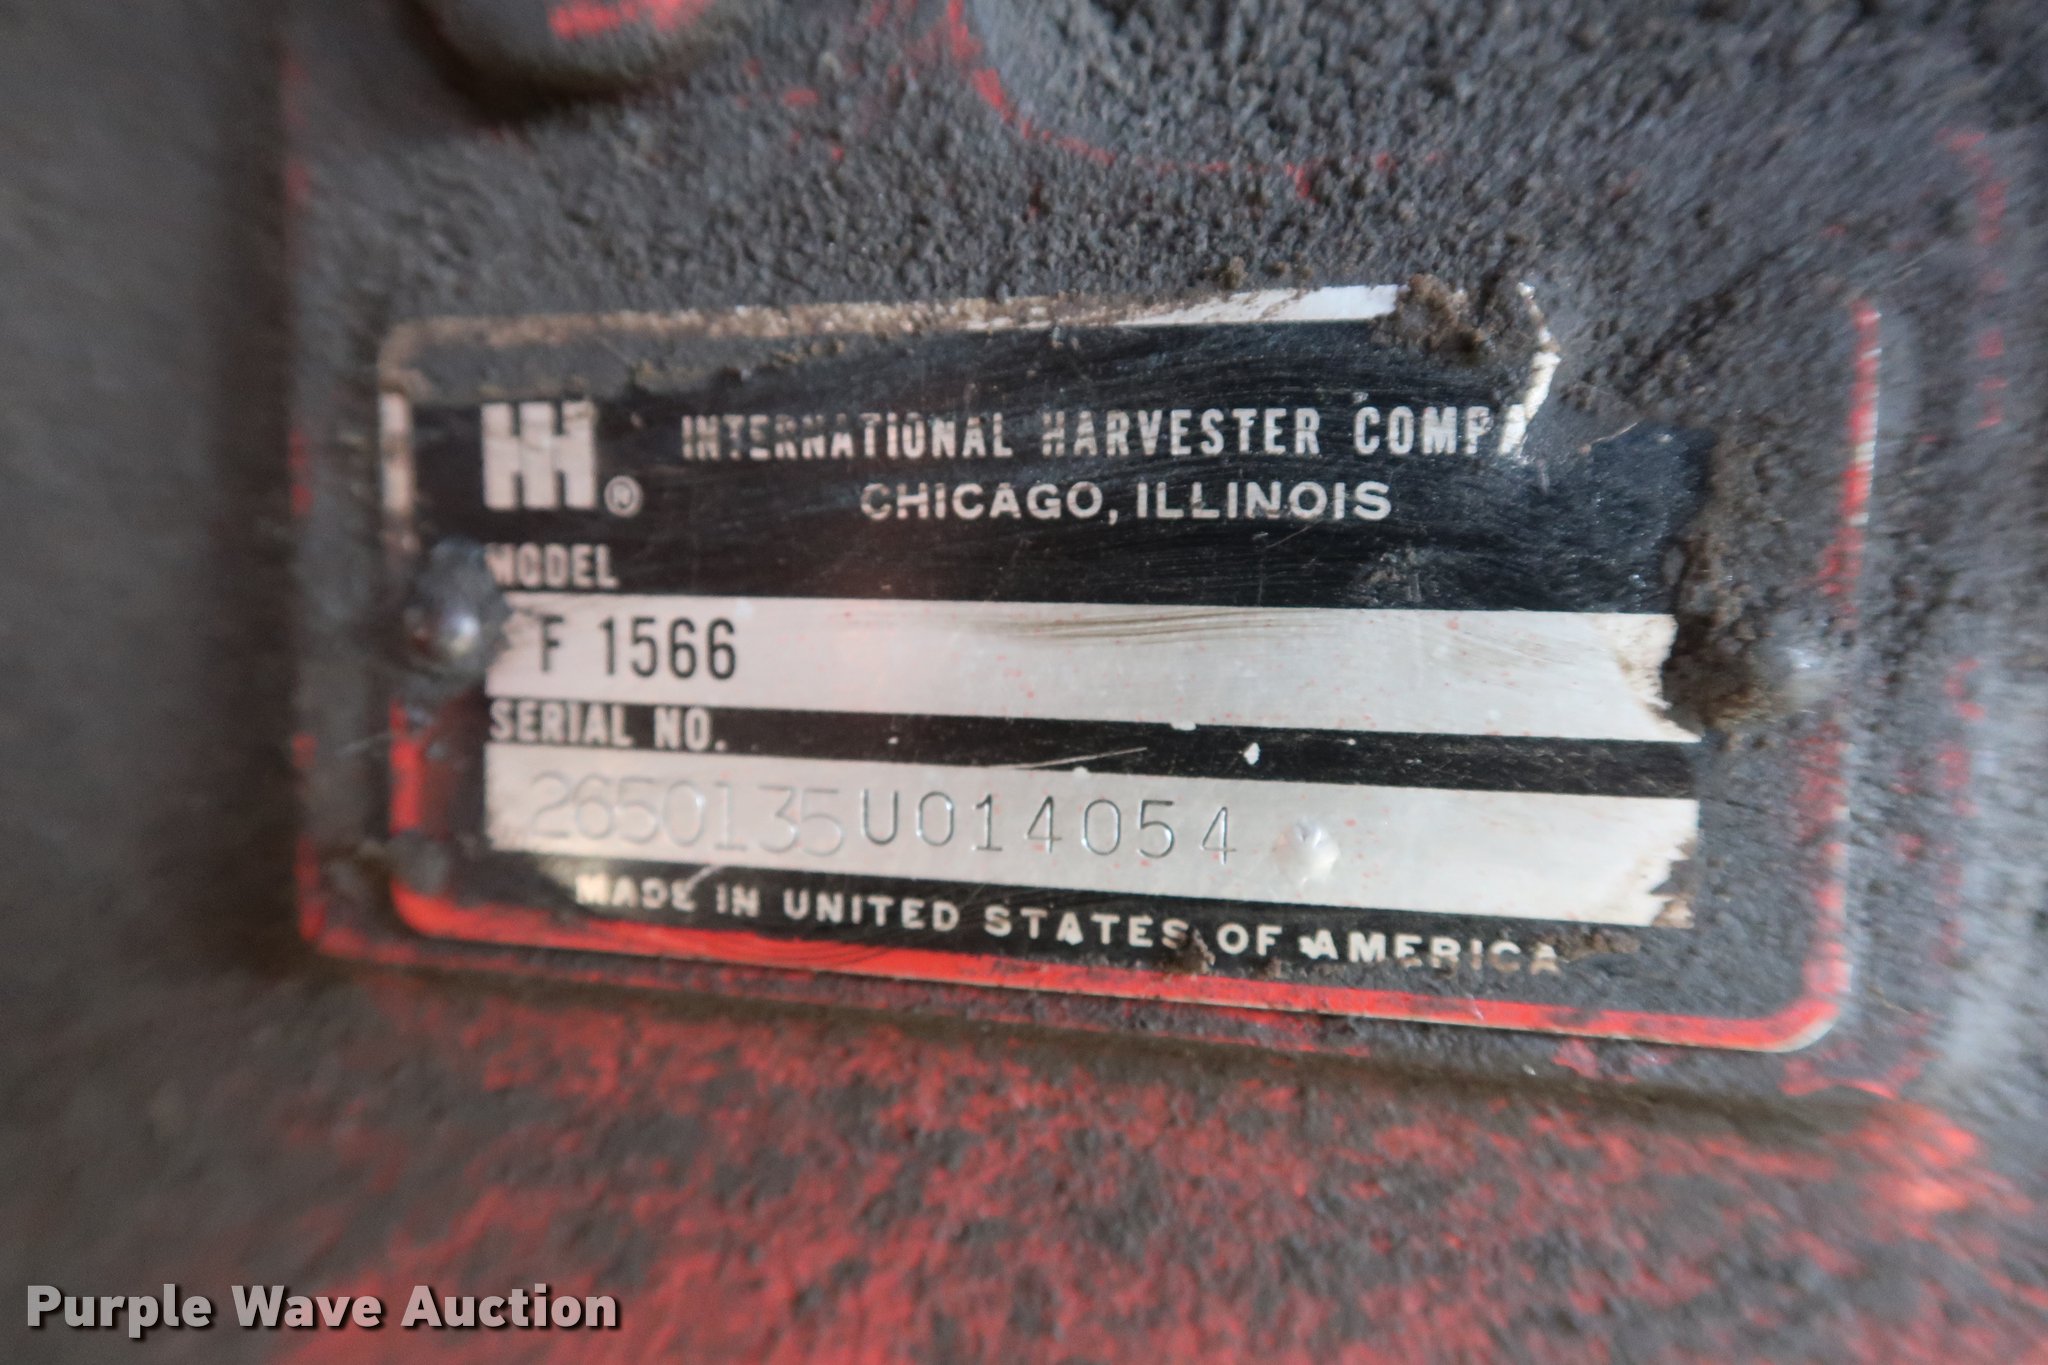 IH ® INTERNATIONAL HARVESTER COMPA
CHICAGO, ILLINOIS
MODEL
F 1566
SERIAL NO.
2650135U014054
MADE IN UNITED STATES OF AMERICA
Purple Wave Auction